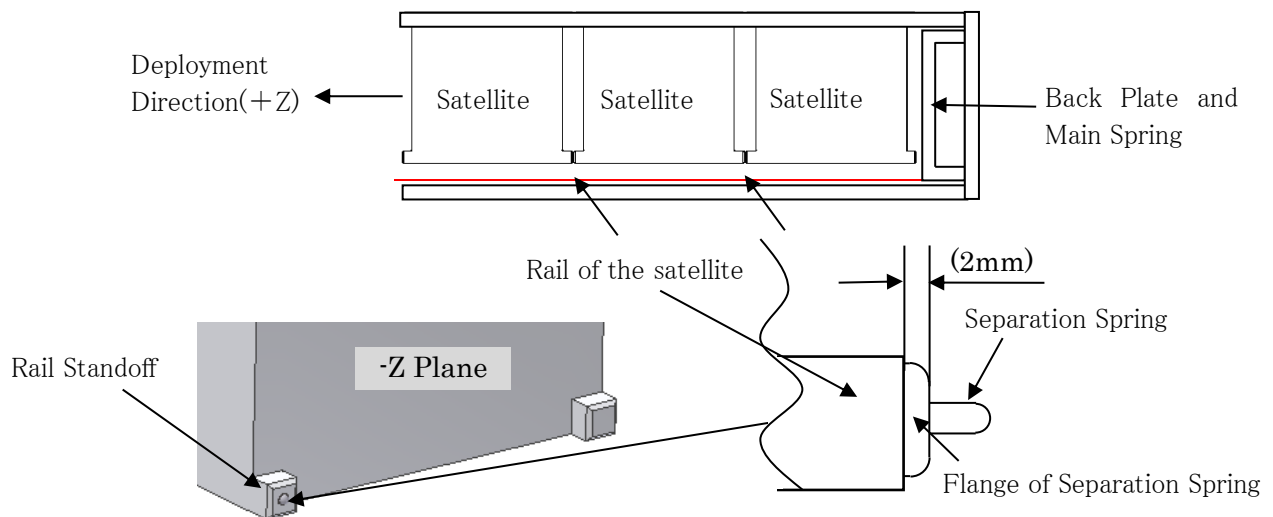 Deployment
Direction(＋Z)
Satellite
Satellite
Satellite
Back Plate and
Main Spring
Rail of the satellite
(2mm)
Separation Spring
Rail Standoff
-Z Plane
Flange of Separation Spring